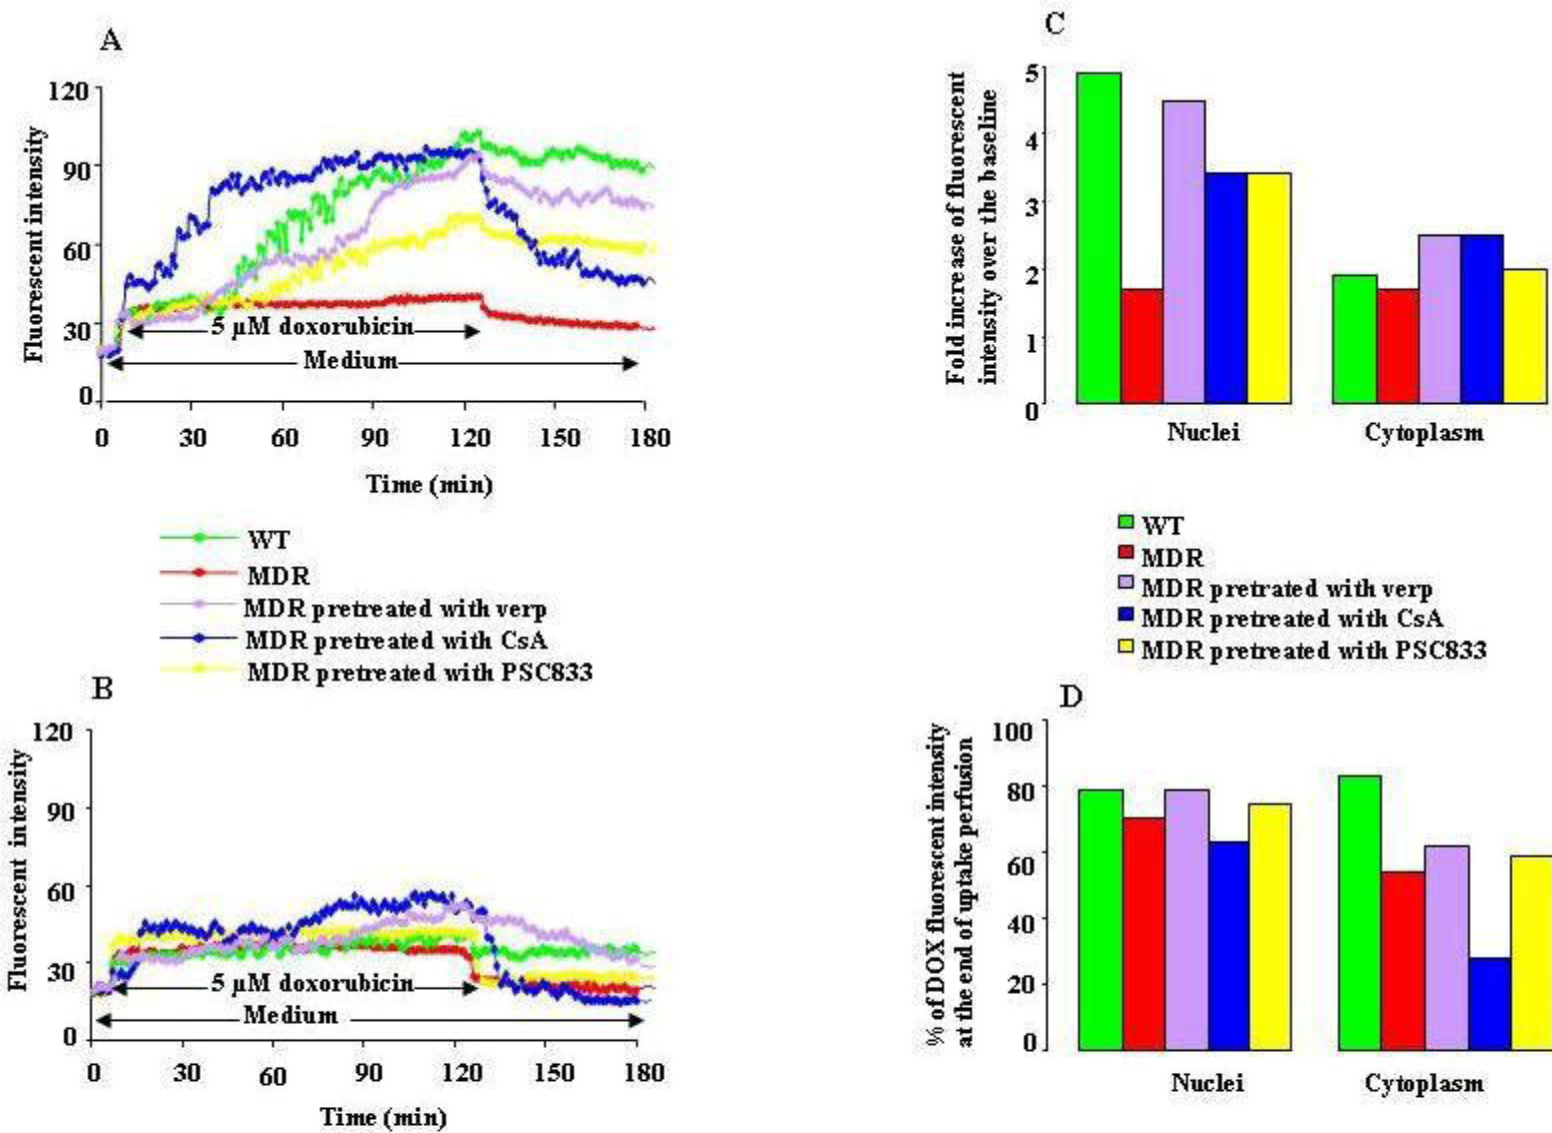 A
Fluorescent intensity
120
90
60
30
0
5 µM doxorubicin
Medium
0 30 60 90 120 150 180
Time (min)
WT
MDR
MDR pretreated with verp
MDR pretreated with CsA
MDR pretreated with PSC833
B
Fluorescent intensity
120
90
60
30
0
5 µM doxorubicin
Medium
0 30 60 90 120 150 180
Time (min)
C
Fold increase of fluorescent
intensity over the baseline
5
4
3
2
1
0
Nuclei Cytoplasm
WT
MDR
MDR pretrated with verp
MDR pretreated with CsA
MDR pretreated with PSC833
D
% of DOX fluorescent intensity
at the end of uptake perfusion
100
80
60
40
20
0
Nuclei Cytoplasm